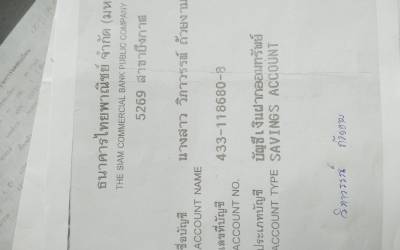 ธนาคารไทยพาณิชย์ จำกัด (มห
THE SIAM COMMERCIAL BANK PUBLIC COMPANY
5269 สาขาบึงกาฬ
ชื่อบัญชี นางสาว วิภาวรรณ์ ถ้วยงาม
ACCOUNT NAME
เลขที่บัญชี 433-118680-8
ACCOUNT NO.
ประเภทบัญชี บัญชีเงินฝากออมทรัพย์
ACCOUNT TYPE SAVINGS ACCOUNT